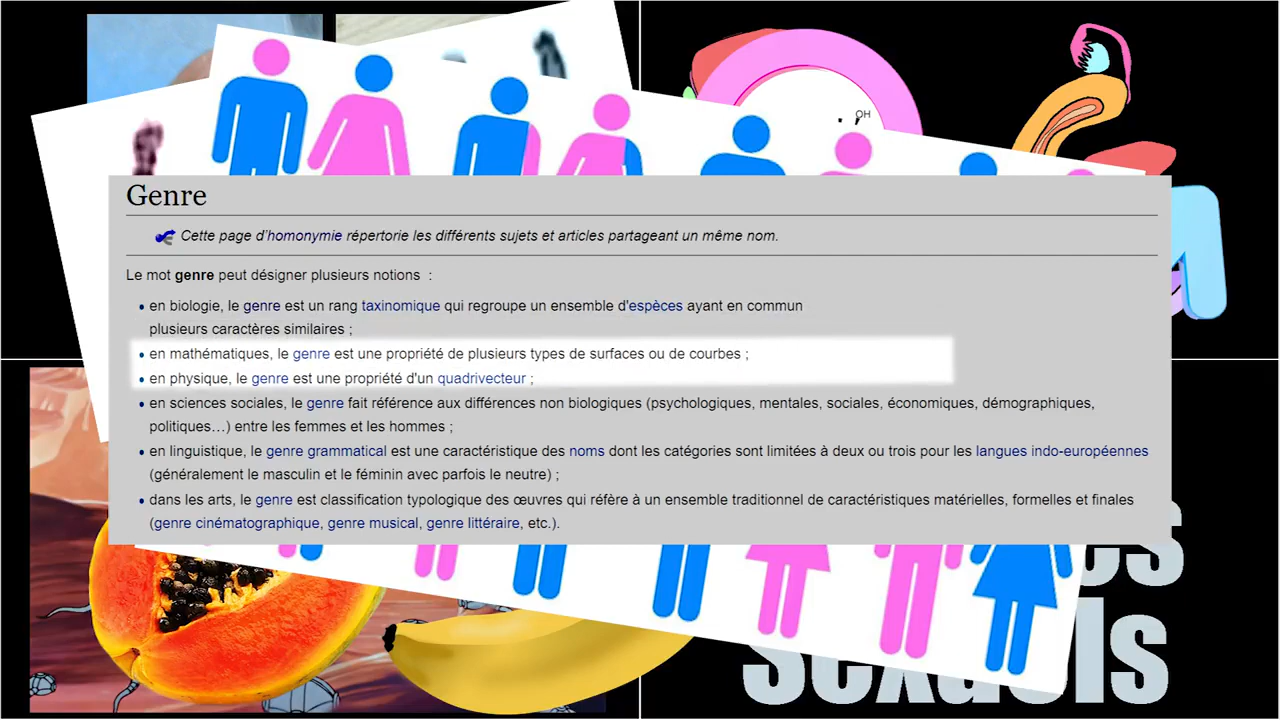 OH
Genre
Cette page d'homonymie répertorie les différents sujets et articles partageant un même nom.
Le mot genre peut désigner plusieurs notions :
• en biologie, le genre est un rang taxinomique qui regroupe un ensemble d'espèces ayant en commun
plusieurs caractères similaires ;
• en mathématiques, le genre est une propriété de plusieurs types de surfaces ou de courbes ;
• en physique, le genre est une propriété d'un quadrivecteur ;
• en sciences sociales, le genre fait référence aux différences non biologiques (psychologiques, mentales, sociales, économiques, démographiques,
politiques…) entre les femmes et les hommes ;
• en linguistique, le genre grammatical est une caractéristique des noms dont les catégories sont limitées à deux ou trois pour les langues indo-européennes
(généralement le masculin et le féminin avec parfois le neutre) ;
• dans les arts, le genre est classification typologique des œuvres qui réfère à un ensemble traditionnel de caractéristiques matérielles, formelles et finales
(genre cinématographique, genre musical, genre littéraire, etc.).